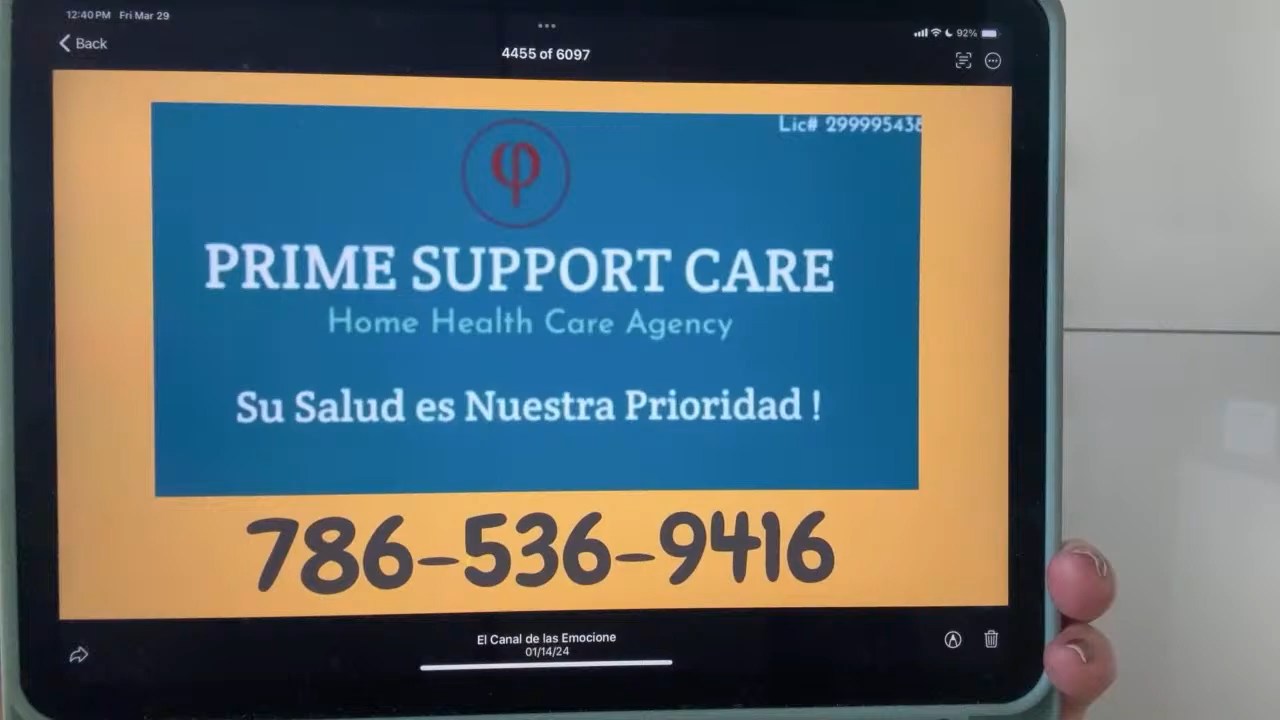 12:40 PM Fri Mar 29
92%
Back
4455 of 6097
Lic# 299995438
φ
PRIME SUPPORT CARE
Home Health Care Agency
Su Salud es Nuestra Prioridad !
786-536-9416
El Canal de las Emocione
01/14/24